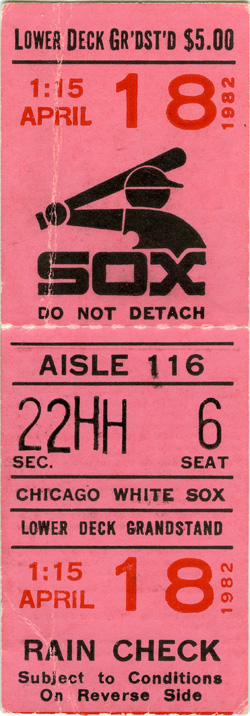 LOWER DECK GR'DST'D $5.00
1:15
APRIL 18 1982
SOX
DO NOT DETACH
AISLE 116
22HH 6
SEC. SEAT
CHICAGO WHITE SOX
LOWER DECK GRANDSTAND
1:15
APRIL 18 1982
RAIN CHECK
Subject to Conditions
On Reverse Side